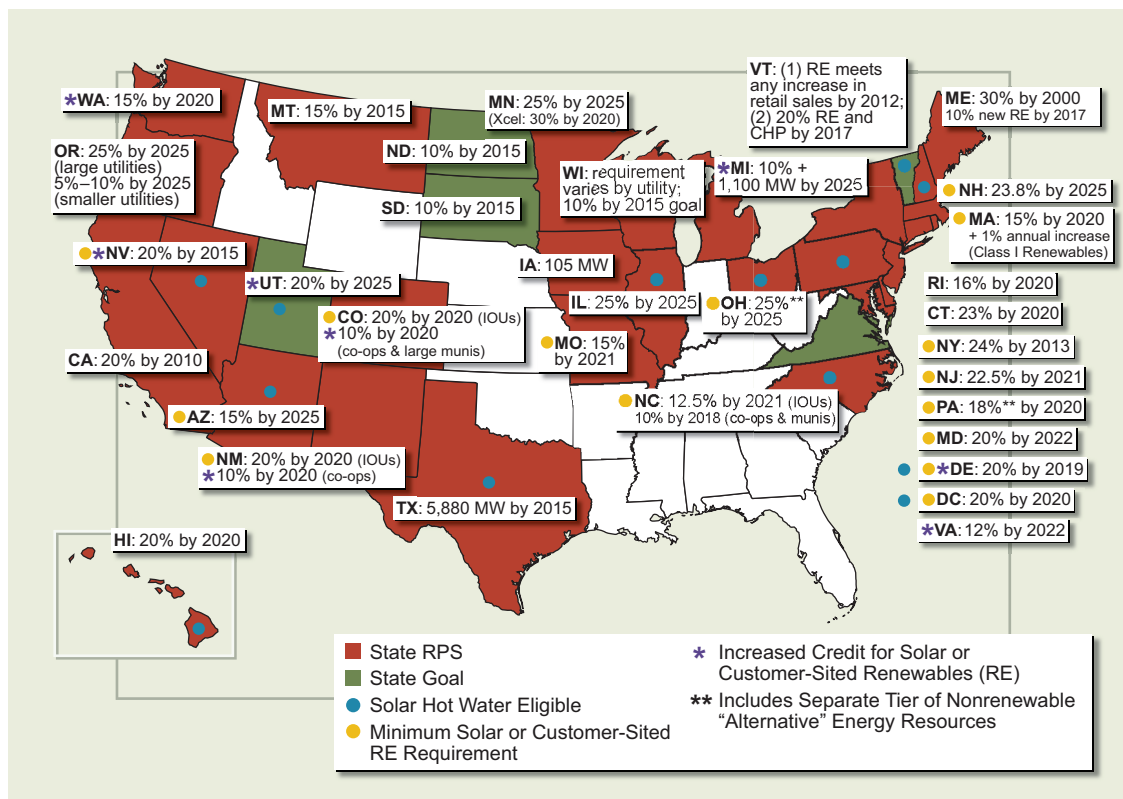 *WA: 15% by 2020
MT: 15% by 2015
MN: 25% by 2025
(Xcel: 30% by 2020)
VT: (1) RE meets
any increase in
retail sales by 2012;
(2) 20% RE and
CHP by 2017
ME: 30% by 2000
10% new RE by 2017
OR: 25% by 2025
(large utilities)
5%–10% by 2025
(smaller utilities)
ND: 10% by 2015
WI: requirement
varies by utility;
10% by 2015 goal
*MI: 10% +
1,100 MW by 2025
NH: 23.8% by 2025
SD: 10% by 2015
MA: 15% by 2020
+ 1% annual increase
(Class I Renewables)
*NV: 20% by 2015
*UT: 20% by 2025
IA: 105 MW
RI: 16% by 2020
IL: 25% by 2025
OH: 25%**
by 2025
CT: 23% by 2020
CO: 20% by 2020 (IOUs)
*10% by 2020
(co-ops & large munis)
MO: 15%
by 2021
NY: 24% by 2013
CA: 20% by 2010
NJ: 22.5% by 2021
AZ: 15% by 2025
NC: 12.5% by 2021 (IOUs)
10% by 2018 (co-ops & munis)
PA: 18%** by 2020
MD: 20% by 2022
NM: 20% by 2020 (IOUs)
*10% by 2020 (co-ops)
*DE: 20% by 2019
TX: 5,880 MW by 2015
DC: 20% by 2020
*VA: 12% by 2022
HI: 20% by 2020
State RPS
State Goal
Solar Hot Water Eligible
Minimum Solar or Customer-Sited
RE Requirement
* Increased Credit for Solar or
Customer-Sited Renewables (RE)
** Includes Separate Tier of Nonrenewable
“Alternative” Energy Resources